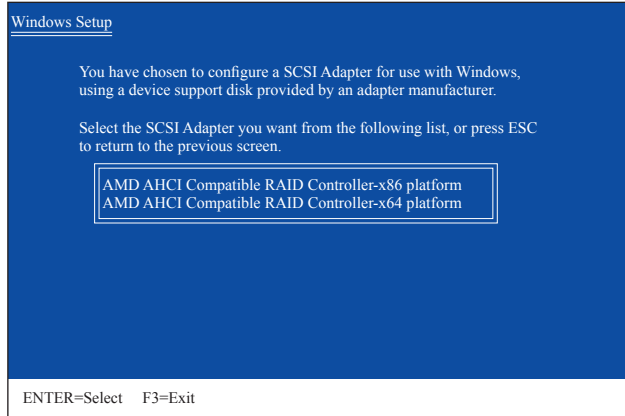 Windows Setup
You have chosen to configure a SCSI Adapter for use with Windows,
using a device support disk provided by an adapter manufacturer.
Select the SCSI Adapter you want from the following list, or press ESC
to return to the previous screen.
AMD AHCI Compatible RAID Controller-x86 platform
AMD AHCI Compatible RAID Controller-x64 platform
ENTER=Select F3=Exit